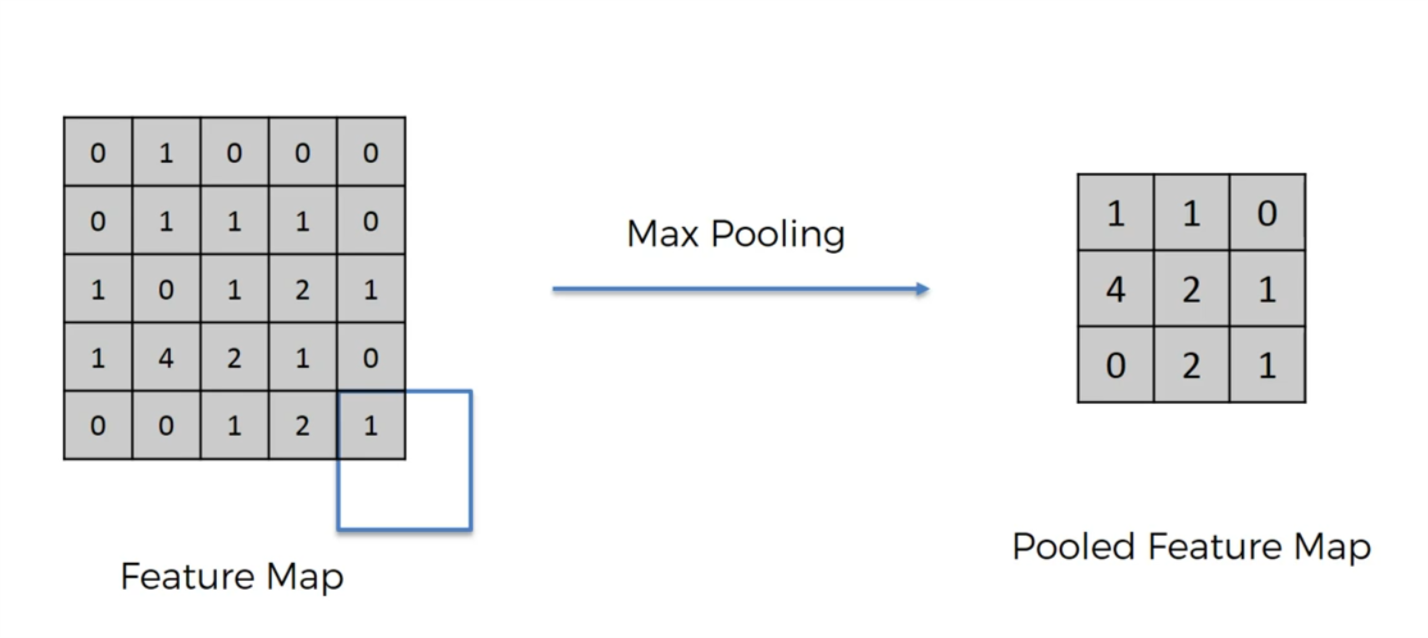 0 1 0 0 0
0 1 1 1 0
1 0 1 2 1
1 4 2 1 0
0 0 1 2 1
Feature Map
Max Pooling
1 1 0
4 2 1
0 2 1
Pooled Feature Map